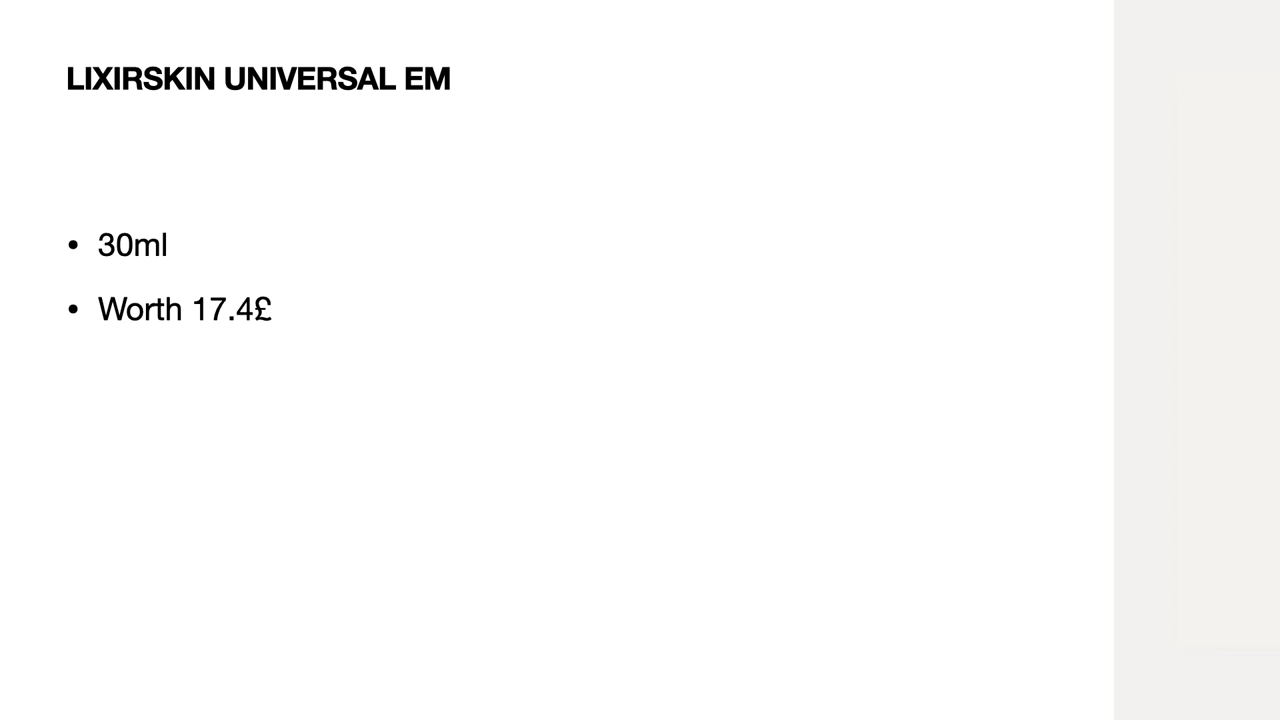 LIXIRSKIN UNIVERSAL EM
• 30ml
• Worth 17.4£